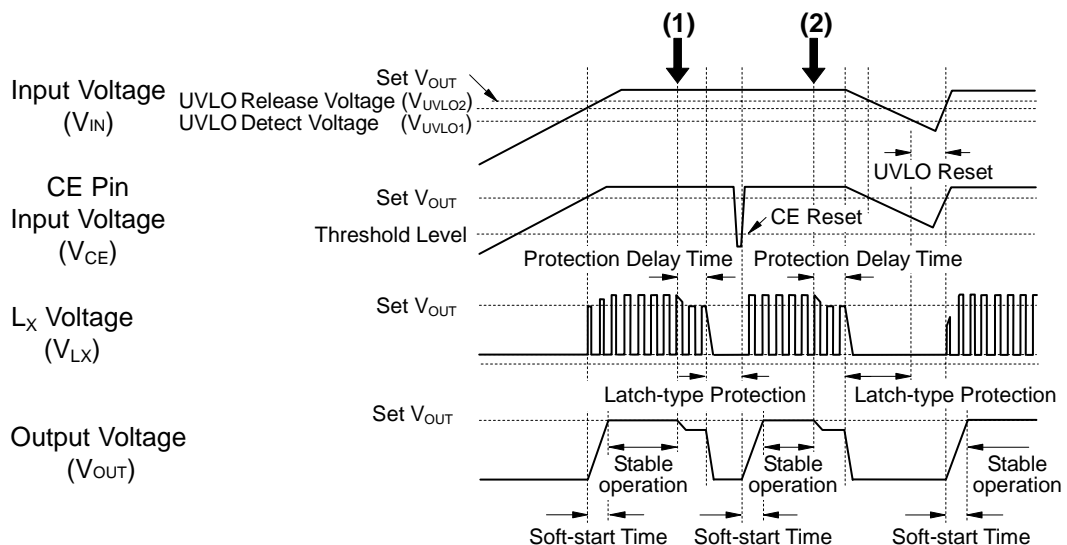 (1)
(2)
Input Voltage
(VIN)
Set VOUT
UVLO Release Voltage (VUVLO2)
UVLO Detect Voltage (VUVLO1)
UVLO Reset
CE Pin
Input Voltage
(VCE)
Set VOUT
CE Reset
Threshold Level
Protection Delay Time
Protection Delay Time
LX Voltage
(VLX)
Set VOUT
Latch-type Protection
Latch-type Protection
Output Voltage
(VOUT)
Set VOUT
Stable
operation
Stable
operation
Stable
operation
Soft-start Time
Soft-start Time
Soft-start Time